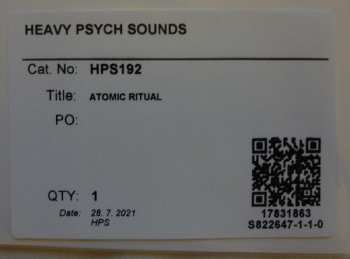 HEAVY PSYCH SOUNDS
Cat. No: HPS192
Title: ATOMIC RITUAL
PO:
QTY: 1
Date: 28. 7. 2021
HPS
17831863
S822647-1-1-0